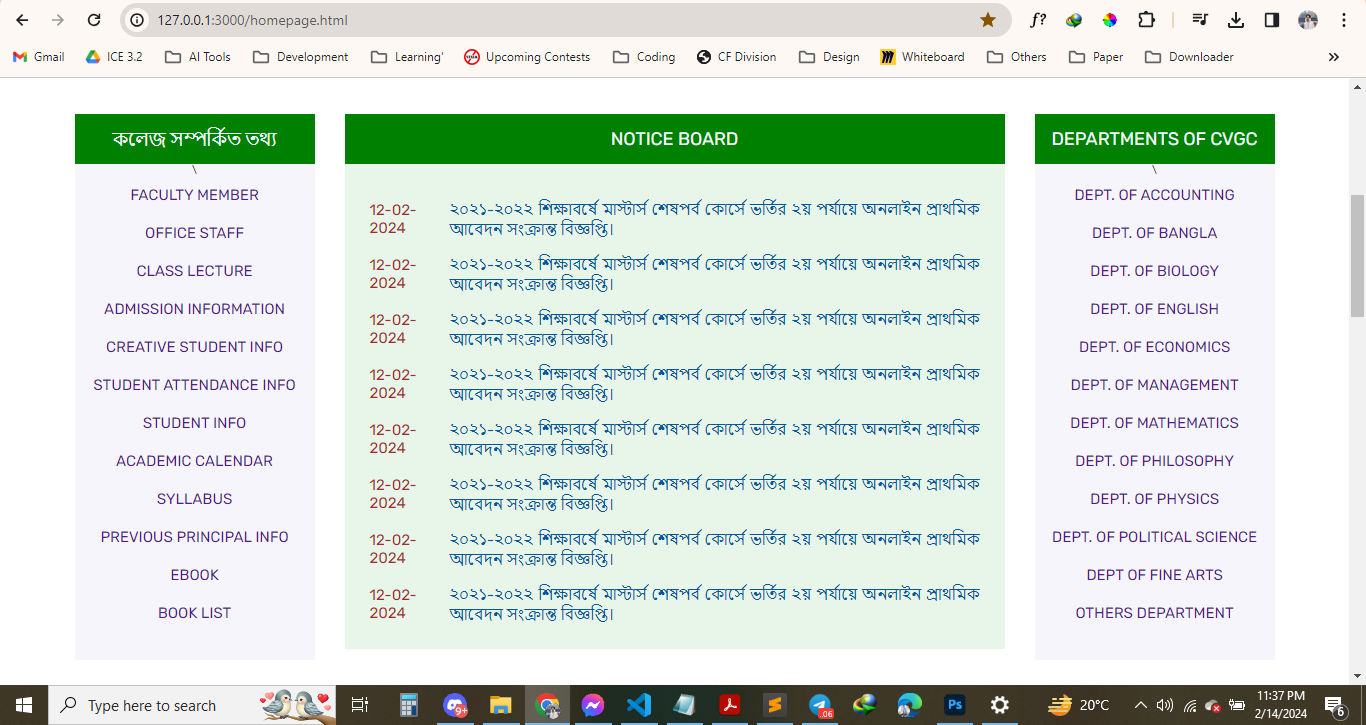 127.0.0.1:3000/homepage.html
f?
Gmail ICE 3.2 AI Tools Development Learning' Upcoming Contests Coding CF Division Design Whiteboard Others Paper Downloader »
কলেজ সম্পর্কিত তথ্য
\
FACULTY MEMBER
OFFICE STAFF
CLASS LECTURE
ADMISSION INFORMATION
CREATIVE STUDENT INFO
STUDENT ATTENDANCE INFO
STUDENT INFO
ACADEMIC CALENDAR
SYLLABUS
PREVIOUS PRINCIPAL INFO
EBOOK
BOOK LIST
NOTICE BOARD
12-02- ২০২১-২০২২ শিক্ষাবর্ষে মাস্টার্স শেষপর্ব কোর্সে ভর্তির ২য় পর্যায়ে অনলাইন প্রাথমিক
2024 আবেদন সংক্রান্ত বিজ্ঞপ্তি।
12-02- ২০২১-২০২২ শিক্ষাবর্ষে মাস্টার্স শেষপর্ব কোর্সে ভর্তির ২য় পর্যায়ে অনলাইন প্রাথমিক
2024 আবেদন সংক্রান্ত বিজ্ঞপ্তি।
12-02- ২০২১-২০২২ শিক্ষাবর্ষে মাস্টার্স শেষপর্ব কোর্সে ভর্তির ২য় পর্যায়ে অনলাইন প্রাথমিক
2024 আবেদন সংক্রান্ত বিজ্ঞপ্তি।
12-02- ২০২১-২০২২ শিক্ষাবর্ষে মাস্টার্স শেষপর্ব কোর্সে ভর্তির ২য় পর্যায়ে অনলাইন প্রাথমিক
2024 আবেদন সংক্রান্ত বিজ্ঞপ্তি।
12-02- ২০২১-২০২২ শিক্ষাবর্ষে মাস্টার্স শেষপর্ব কোর্সে ভর্তির ২য় পর্যায়ে অনলাইন প্রাথমিক
2024 আবেদন সংক্রান্ত বিজ্ঞপ্তি।
12-02- ২০২১-২০২২ শিক্ষাবর্ষে মাস্টার্স শেষপর্ব কোর্সে ভর্তির ২য় পর্যায়ে অনলাইন প্রাথমিক
2024 আবেদন সংক্রান্ত বিজ্ঞপ্তি।
12-02- ২০২১-২০২২ শিক্ষাবর্ষে মাস্টার্স শেষপর্ব কোর্সে ভর্তির ২য় পর্যায়ে অনলাইন প্রাথমিক
2024 আবেদন সংক্রান্ত বিজ্ঞপ্তি।
12-02- ২০২১-২০২২ শিক্ষাবর্ষে মাস্টার্স শেষপর্ব কোর্সে ভর্তির ২য় পর্যায়ে অনলাইন প্রাথমিক
2024 আবেদন সংক্রান্ত বিজ্ঞপ্তি।
DEPARTMENTS OF CVGC
\
DEPT. OF ACCOUNTING
DEPT. OF BANGLA
DEPT. OF BIOLOGY
DEPT. OF ENGLISH
DEPT. OF ECONOMICS
DEPT. OF MANAGEMENT
DEPT. OF MATHEMATICS
DEPT. OF PHILOSOPHY
DEPT. OF PHYSICS
DEPT. OF POLITICAL SCIENCE
DEPT OF FINE ARTS
OTHERS DEPARTMENT
Type here to search
9+
.06
Ps
20°C
11:37 PM
2/14/2024
6